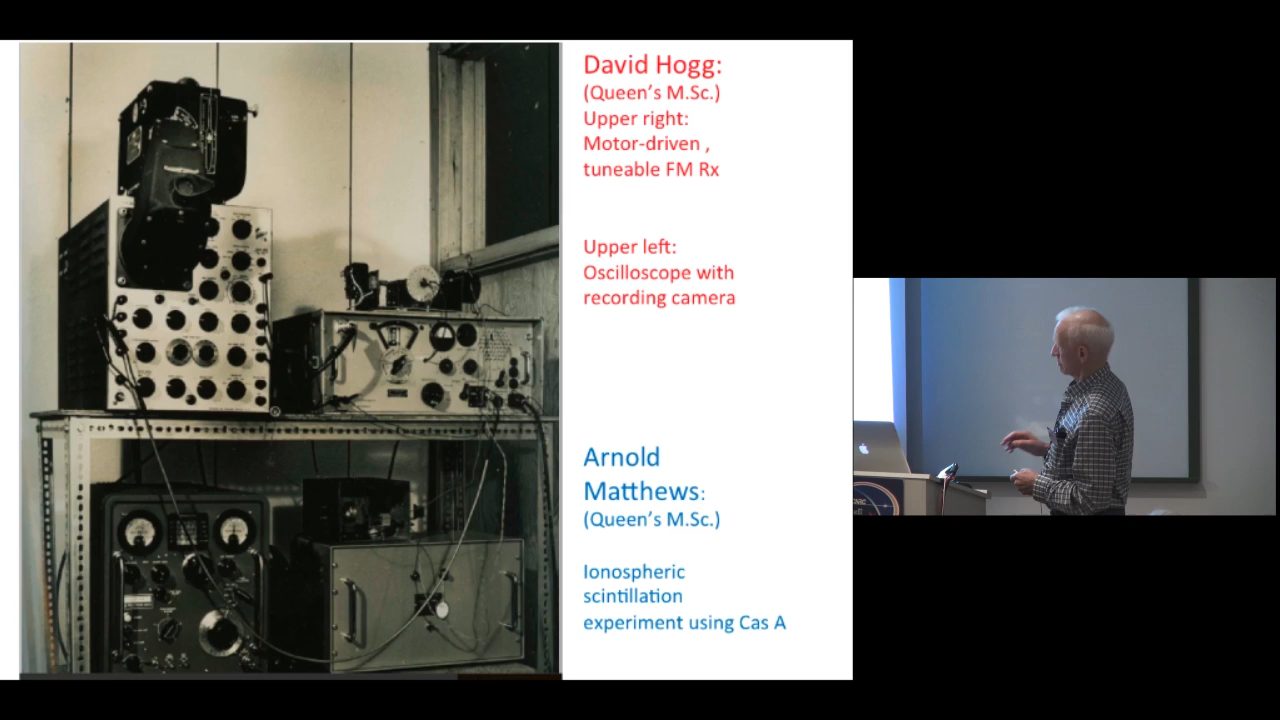 David Hogg:
(Queen's M.Sc.)
Upper right:
Motor-driven ,
tuneable FM Rx
Upper left:
Oscilloscope with
recording camera
Arnold
Matthews:
(Queen's M.Sc.)
Ionospheric
scintillation
experiment using Cas A